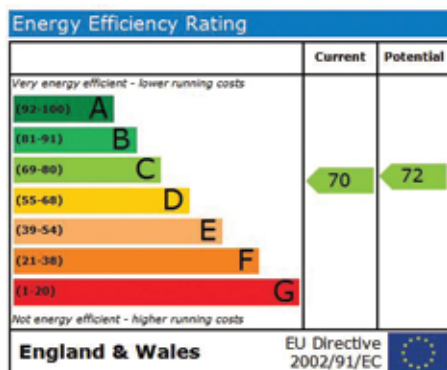 Energy Efficiency Rating
Current Potential
Very energy efficient - lower running costs
(92-100) A
(81-91) B
(69-80) C
70 72
(55-68) D
(39-54) E
(21-38) F
(1-20) G
Not energy efficient - higher running costs
England & Wales
EU Directive
2002/91/EC